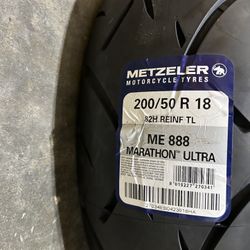 METZELER
MOTORCYCLE TYRES
200/50 R 18
82H REINF TL
ME 888
MARATHON™ ULTRA